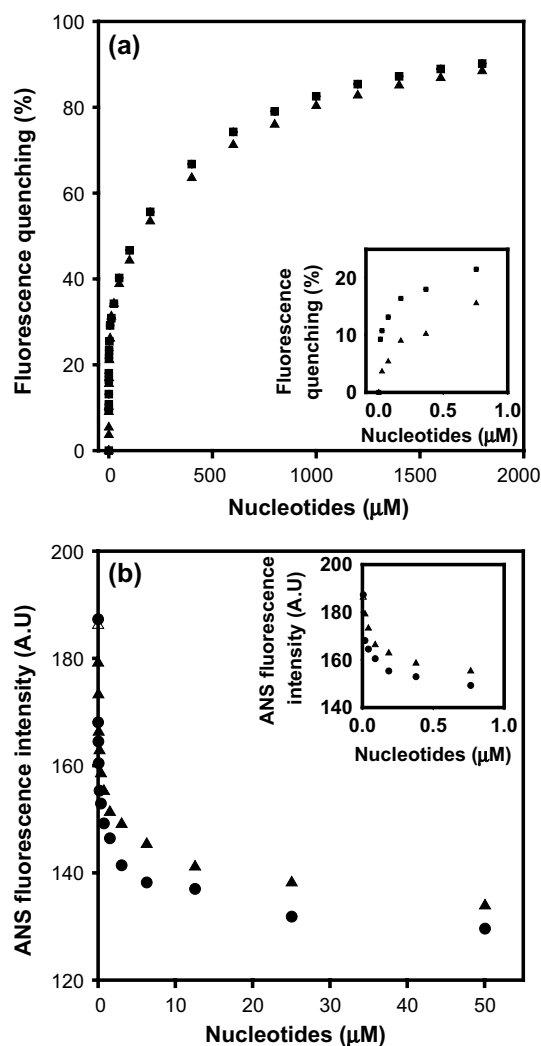 (a)
Fluorescence quenching (%)
100
80
60
40
20
0
0 500 1000 1500 2000
Nucleotides (μM)
Fluorescence
quenching (%)
20
10
0
0.0 0.5 1.0
Nucleotides (μM)
(b)
ANS fluorescence intensity (A.U)
200
180
160
140
120
0 10 20 30 40 50
Nucleotides (μM)
ANS fluorescence
intensity (A.U)
200
180
160
140
0.0 0.5 1.0
Nucleotides (μM)